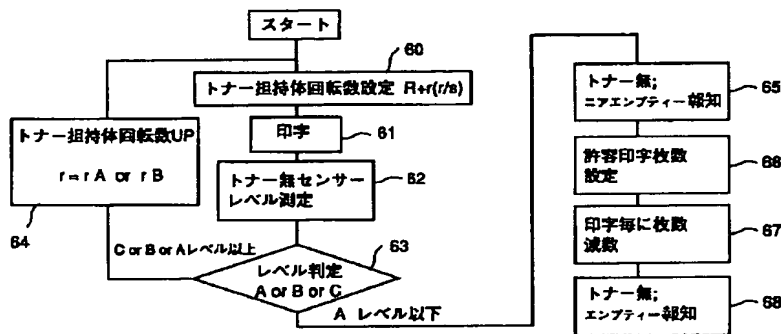 スタート
60
トナー担持体回転数設定 R+r(r/s)
印字
61
トナー無センサー
レベル測定
62
63
レベル判定
A or B or C
C or B or Aレベル以上
トナー担持体回転数UP
r = r A or r B
64
A レベル以下
トナー無;
ニアエンプティー報知
65
許容印字枚数
設定
66
印字毎に枚数
減数
67
トナー無;
エンプティー報知
68